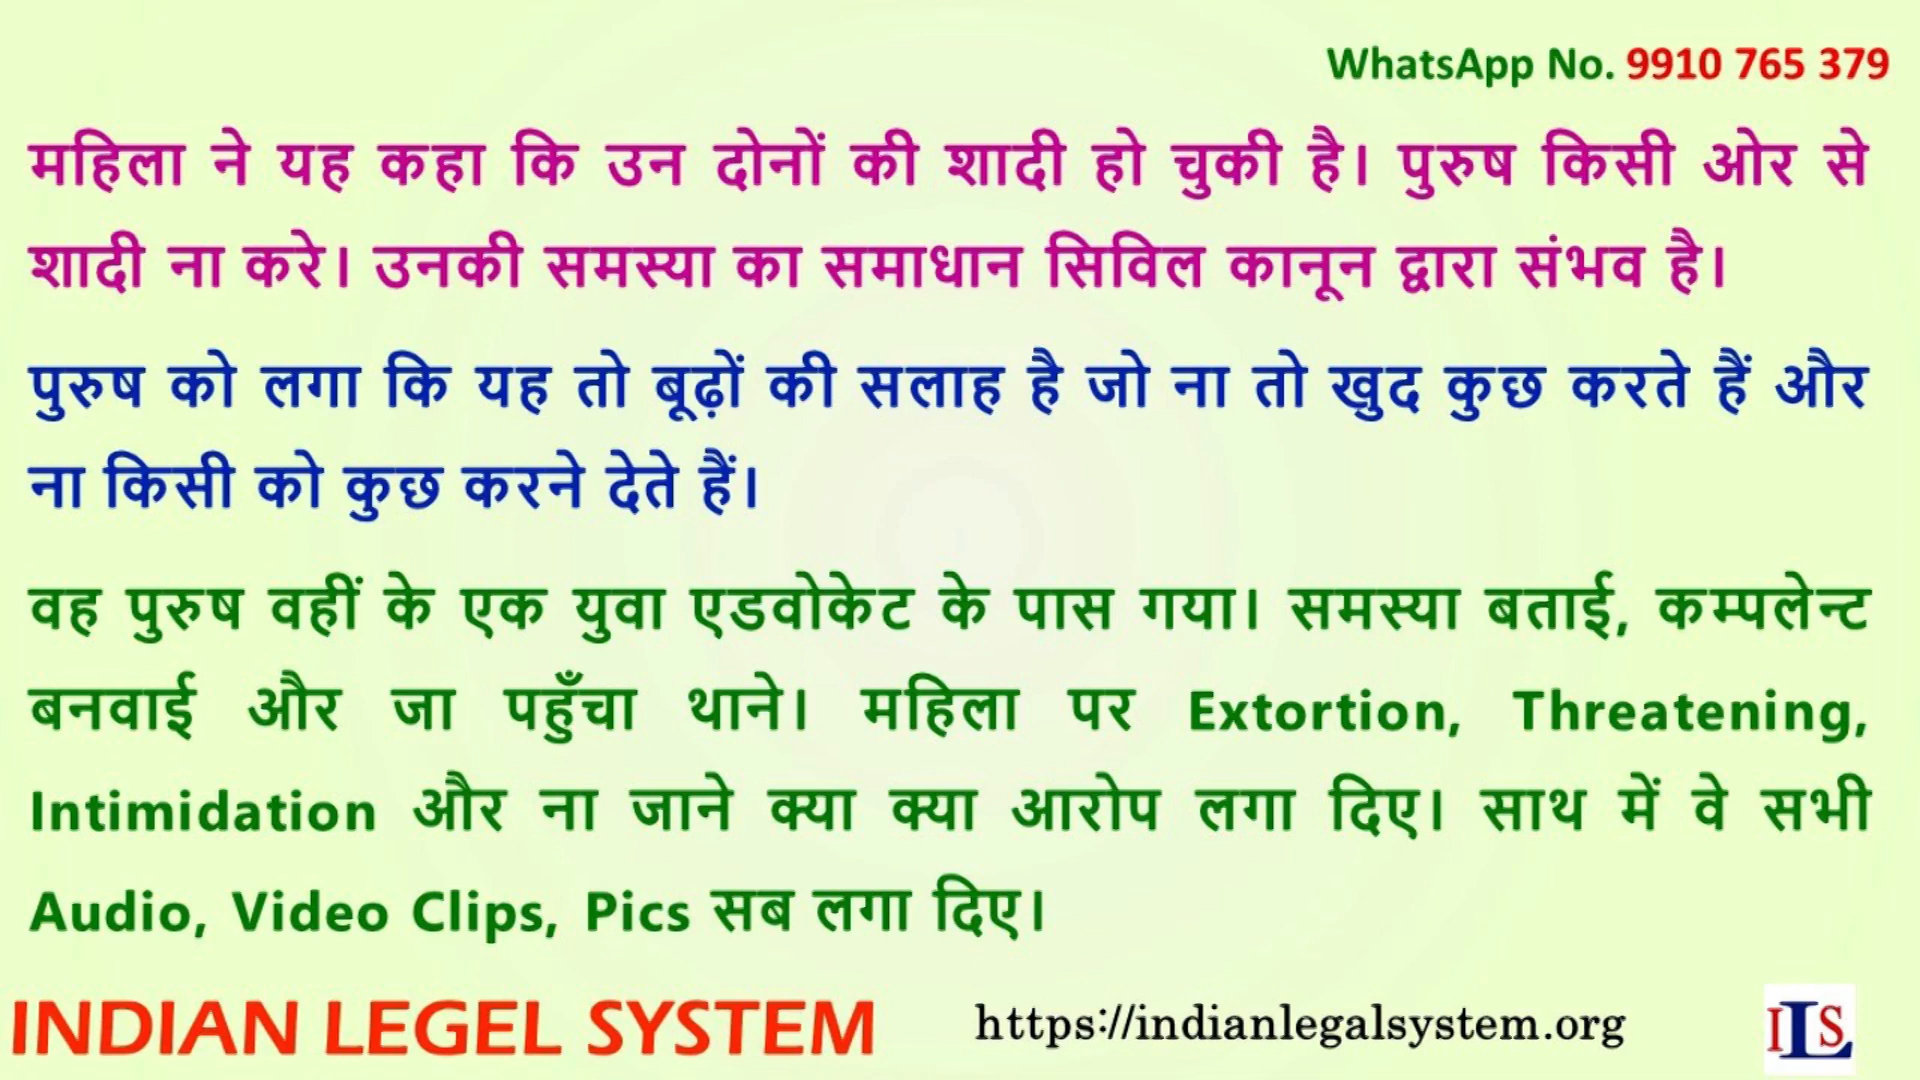 WhatsApp No. 9910 765 379
महिला ने यह कहा कि उन दोनों की शादी हो चुकी है। पुरुष किसी ओर से
शादी ना करे। उनकी समस्या का समाधान सिविल कानून द्वारा संभव है।
पुरुष को लगा कि यह तो बूढ़ों की सलाह है जो ना तो खुद कुछ करते हैं और
ना किसी को कुछ करने देते हैं।
वह पुरुष वहीं के एक युवा एडवोकेट के पास गया। समस्या बताई, कम्पलेन्ट
बनवाई और जा पहुँचा थाने। महिला पर Extortion, Threatening,
Intimidation और ना जाने क्या क्या आरोप लगा दिए। साथ में वे सभी
Audio, Video Clips, Pics सब लगा दिए।
INDIAN LEGEL SYSTEM https://indianlegalsystem.org ILS